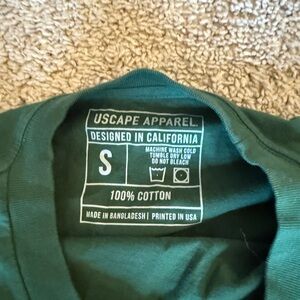 USCAPE APPAREL.
DESIGNED IN CALIFORNIA
S
MACHINE WASH COLD
TUMBLE DRY LOW
DO NOT BLEACH
100% COTTON
MADE IN BANGLADESH | PRINTED IN USA